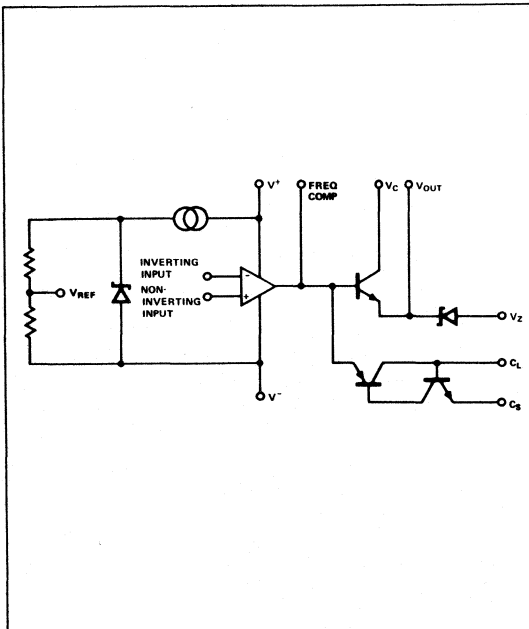 V+
FREQ
COMP
VC
VOUT
INVERTING
INPUT
NON-
INVERTING
INPUT
-
+
VREF
VZ
CL
CS
V-